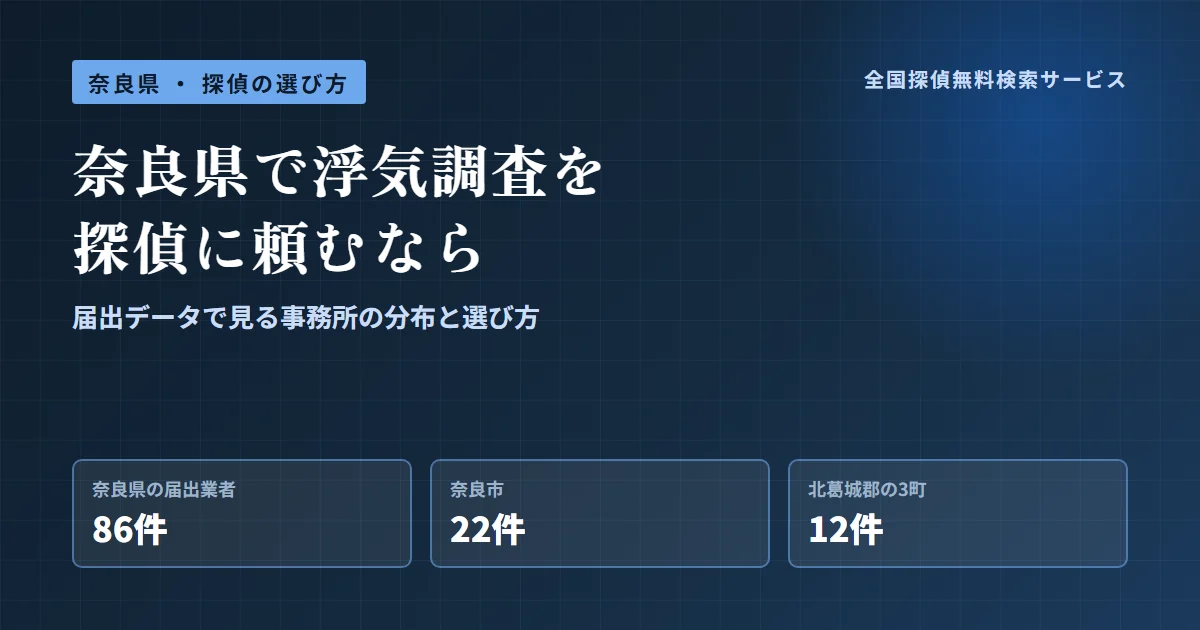 奈良県 ・ 探偵の選び方
全国探偵無料検索サービス
奈良県で浮気調査を
探偵に頼むなら
届出データで見る事務所の分布と選び方
奈良県の届出業者
86件
奈良市
22件
北葛城郡の3町
12件